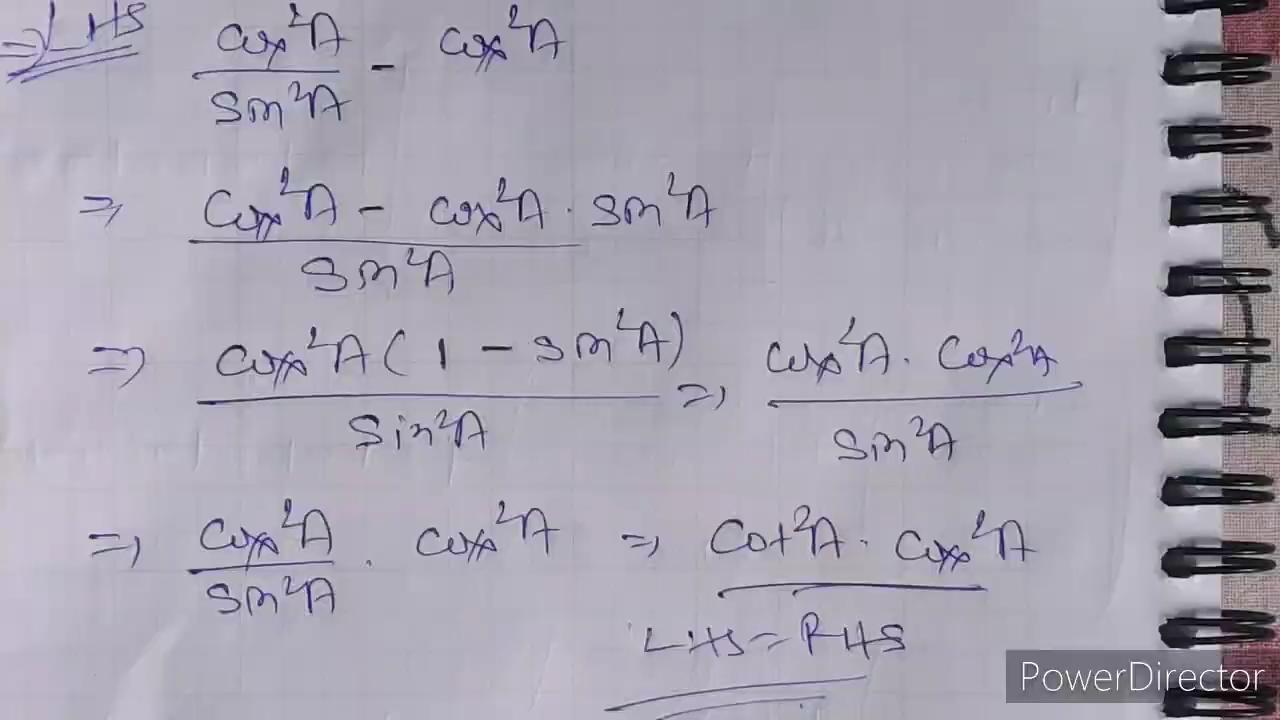 ⇒ LHS cos²A / sin²A - cos²A
⇒ cos²A - cos²A · sin²A / sin²A
⇒ cos²A (1 - sin²A) / sin²A ⇒ cos²A · cos²A / sin²A
⇒ cos²A / sin²A · cos²A ⇒ cot²A · cos²A
LHS = RHS
PowerDirector